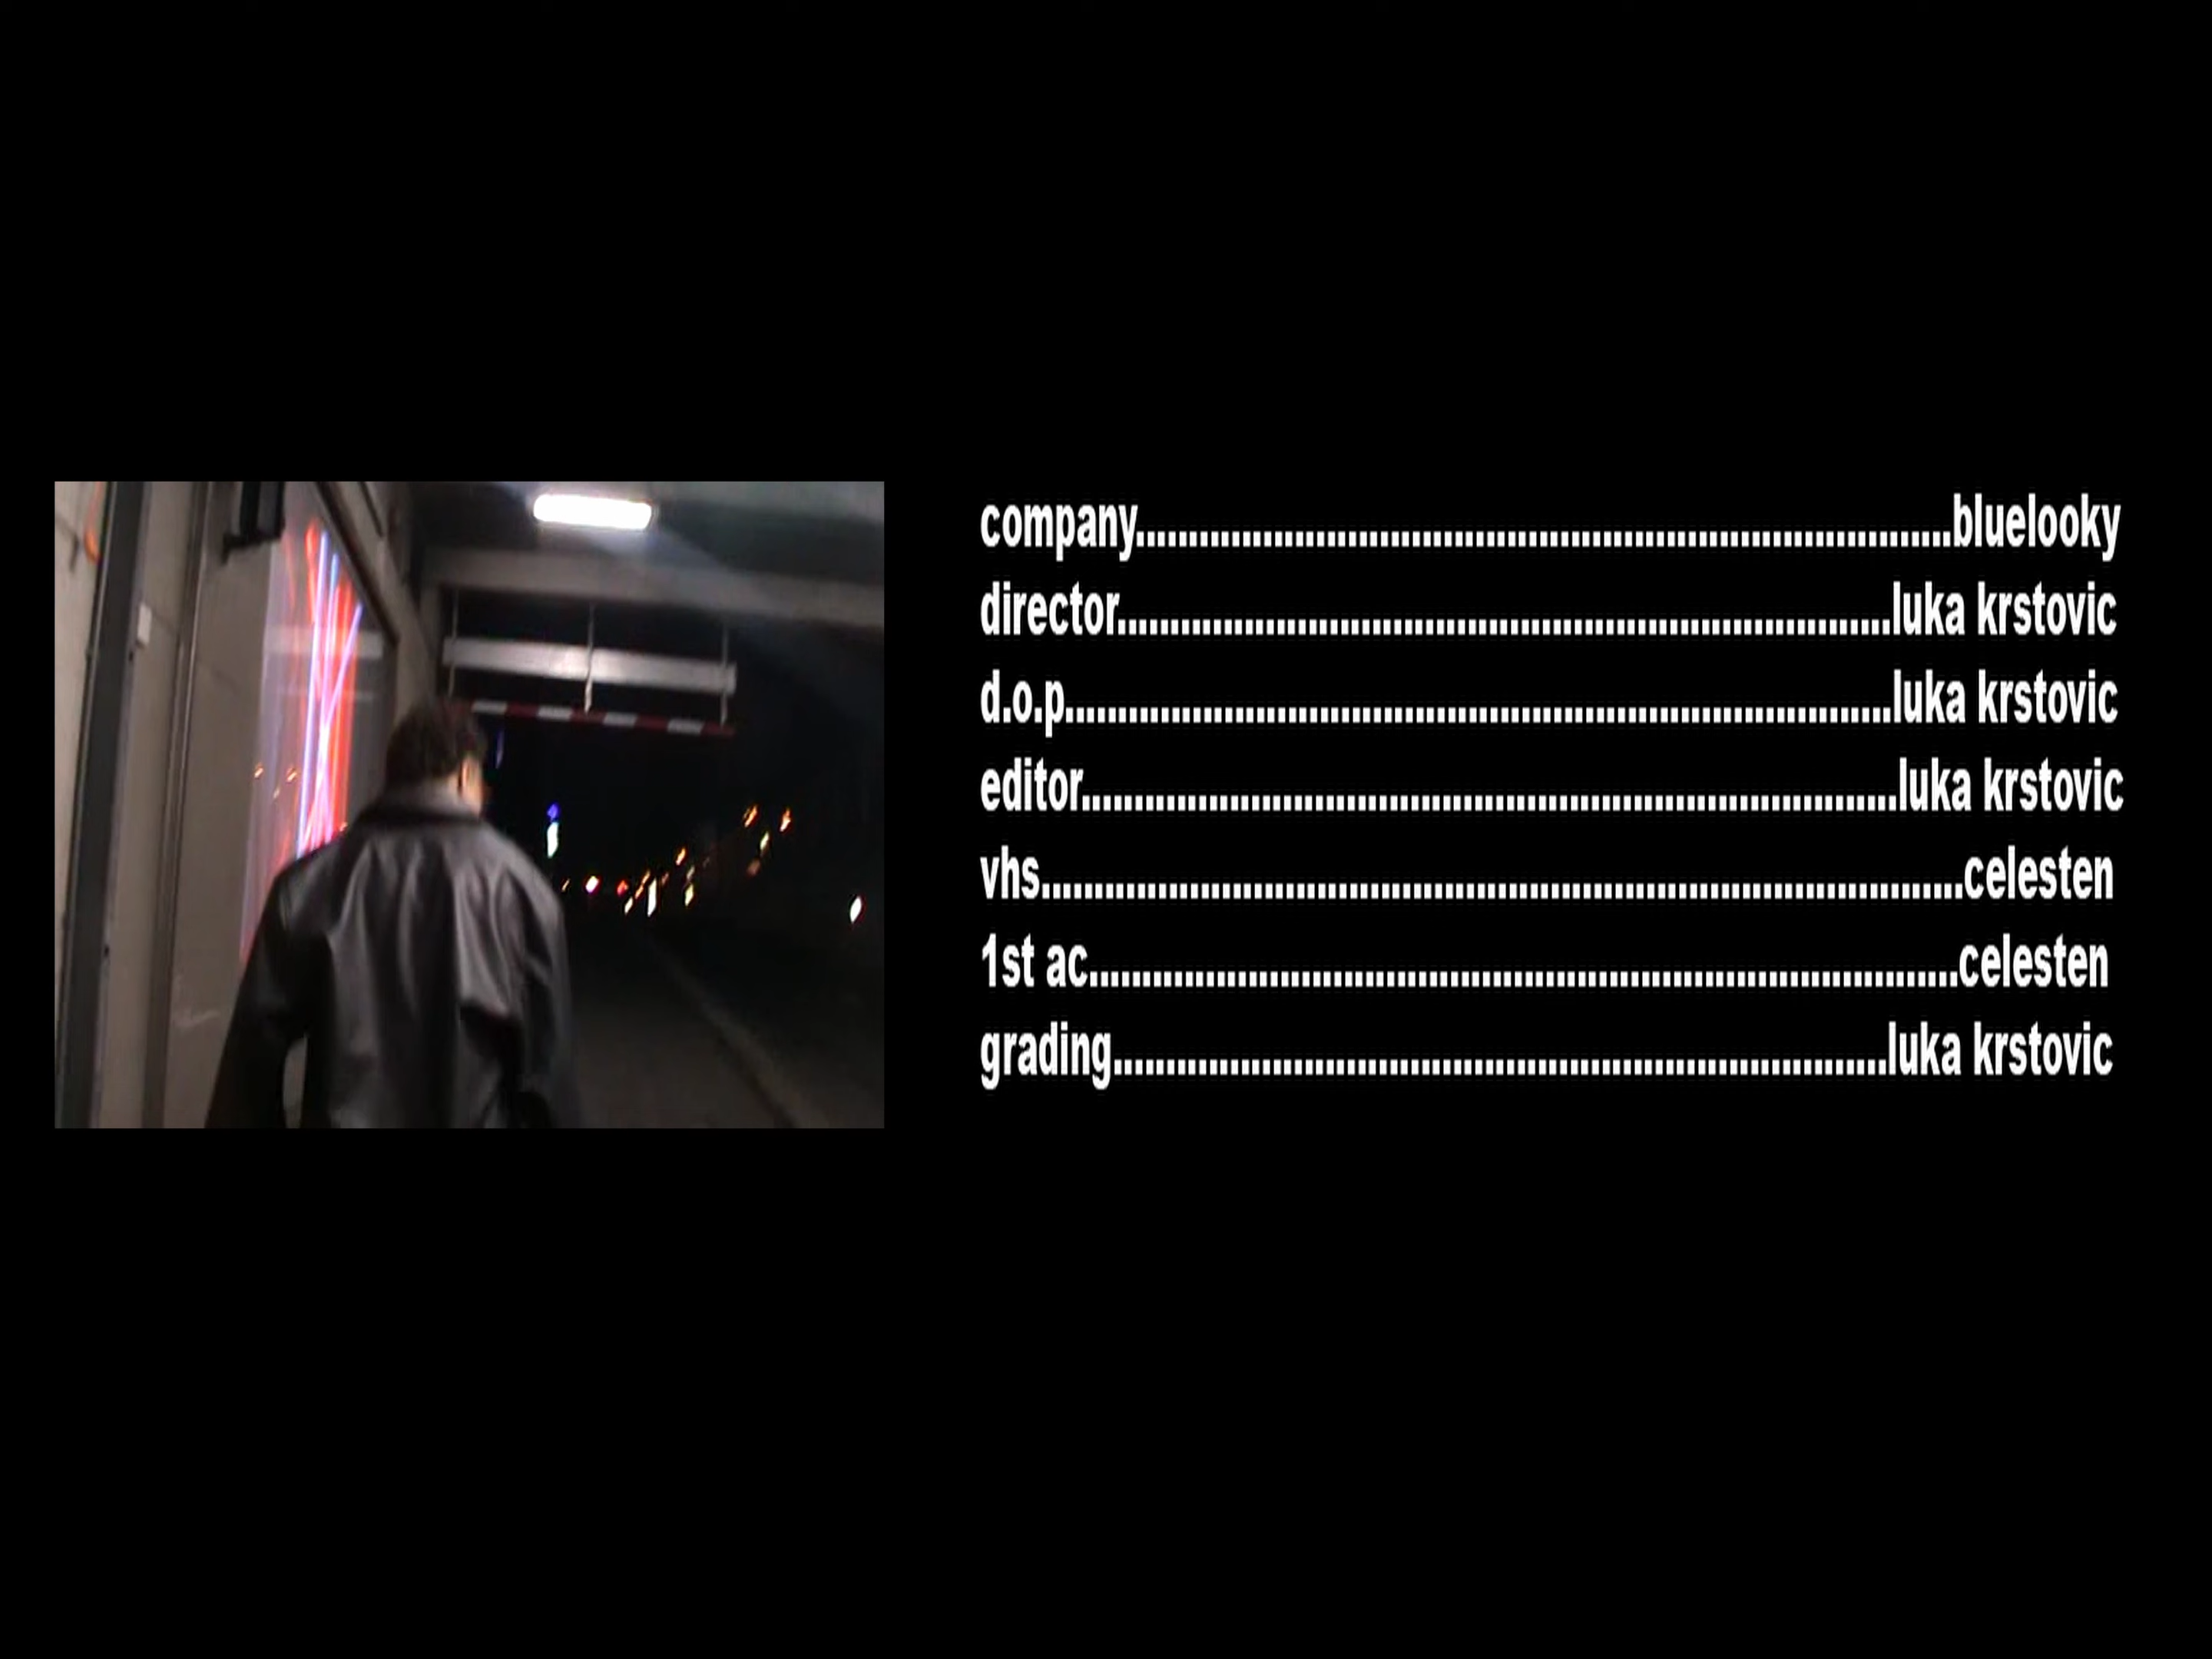 company.............................................................................bluelooky
director.........................................................................luka krstovic
d.o.p..............................................................................luka krstovic
editor.............................................................................luka krstovic
vhs.......................................................................................celesten
1st ac..................................................................................celesten
grading.........................................................................luka krstovic